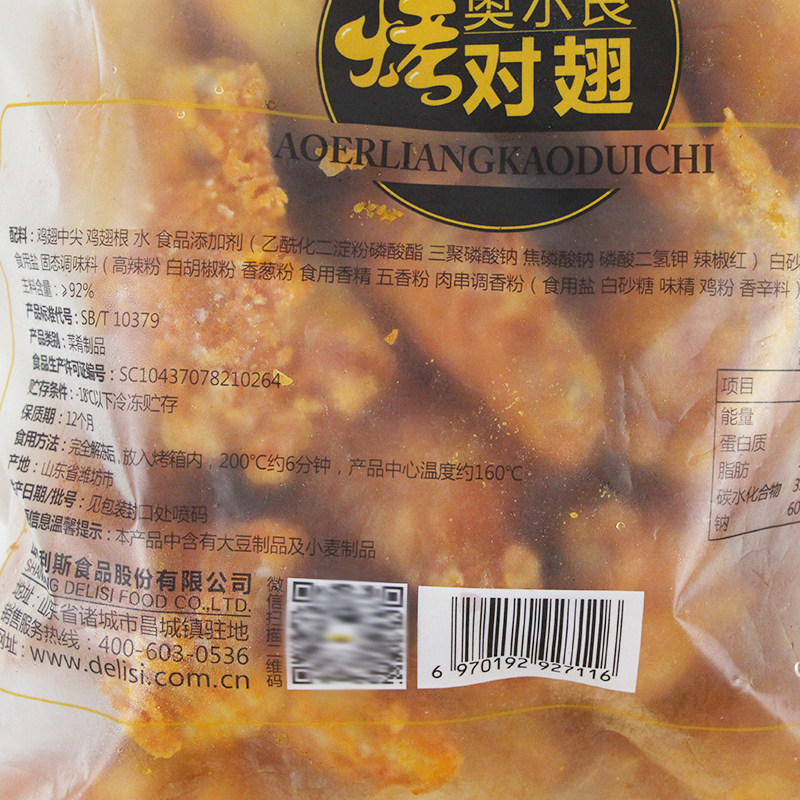 烤 奥尔良
对翅
AOERLIANGKAODUICHI
配料：鸡翅中尖 鸡翅根 水 食品添加剂（乙酰化二淀粉磷酸酯 三聚磷酸钠 焦磷酸钠 磷酸二氢钾 辣椒红） 白砂
食用盐 固态调味料（高辣粉 白胡椒粉 香葱粉 食用香精 五香粉 肉串调香粉（食用盐 白砂糖 味精 鸡粉 香辛料）
主料含量：≥92%
产品标准代号：SB/T 10379
产品类别：菜肴制品
食品生产许可证编号：SC10437078210264
贮存条件：-18℃以下冷冻贮存
保质期：12个月
食用方法：完全解冻后，放入烤箱内，200℃约6分钟，产品中心温度约160℃
产地：山东省潍坊市
产日期/批号：见包装封口处喷码
信息温馨提示：本产品中含有大豆制品及小麦制品
利斯食品股份有限公司
DELISI FOOD CO.,LTD.
地址：山东省诸城市昌城镇驻地
销售服务热线：400-603-0536
网址：www.delisi.com.cn
微信扫描二维码
6 970192 927116
项目
能量
蛋白质
脂肪
碳水化合物
钠 60